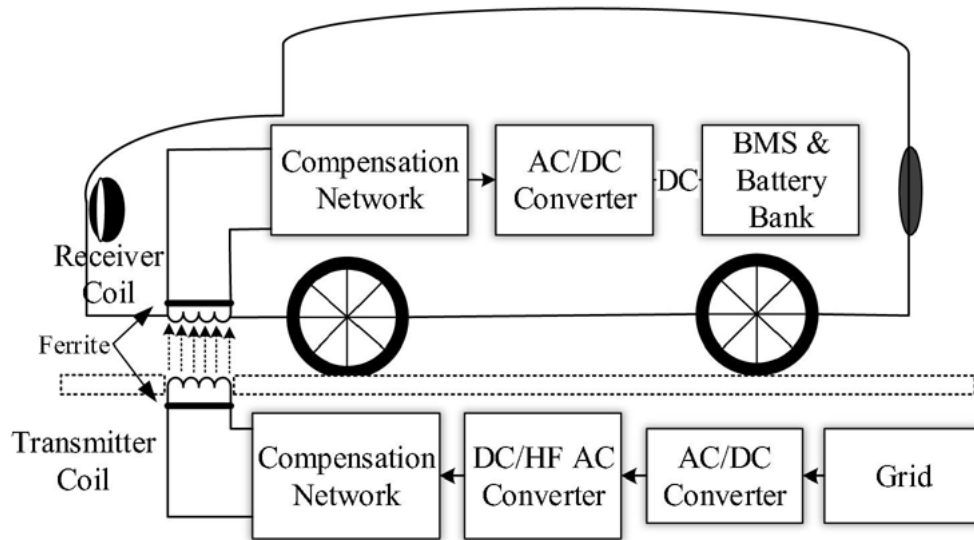 Compensation
Network
AC/DC
Converter
DC
BMS &
Battery
Bank
Receiver
Coil
Ferrite
Transmitter
Coil
Compensation
Network
DC/HF AC
Converter
AC/DC
Converter
Grid